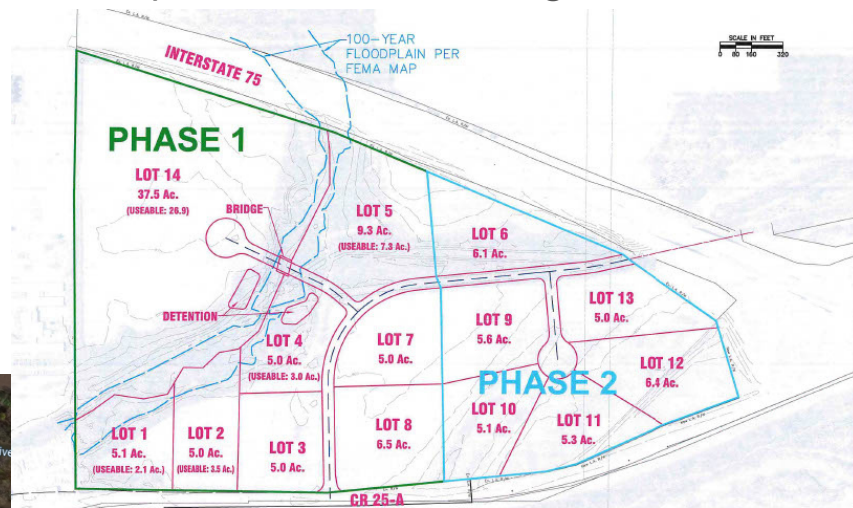 100-YEAR
FLOODPLAIN PER
FEMA MAP
SCALE IN FEET
0 80 160 320
INTERSTATE 75
PHASE 1
LOT 14
37.5 Ac.
(USEABLE: 26.9)
BRIDGE
LOT 5
9.3 Ac.
(USEABLE: 7.3 Ac.)
LOT 6
6.1 Ac.
DETENTION
LOT 4
5.0 Ac.
(USEABLE: 3.0 Ac.)
LOT 7
5.0 Ac.
LOT 9
5.6 Ac.
LOT 13
5.0 Ac.
LOT 12
6.4 Ac.
PHASE 2
LOT 1
5.1 Ac.
(USEABLE: 2.1 Ac.)
LOT 2
5.0 Ac.
(USEABLE: 3.5 Ac.)
LOT 3
5.0 Ac.
LOT 8
6.5 Ac.
LOT 10
5.1 Ac.
LOT 11
5.3 Ac.
CR 25-A